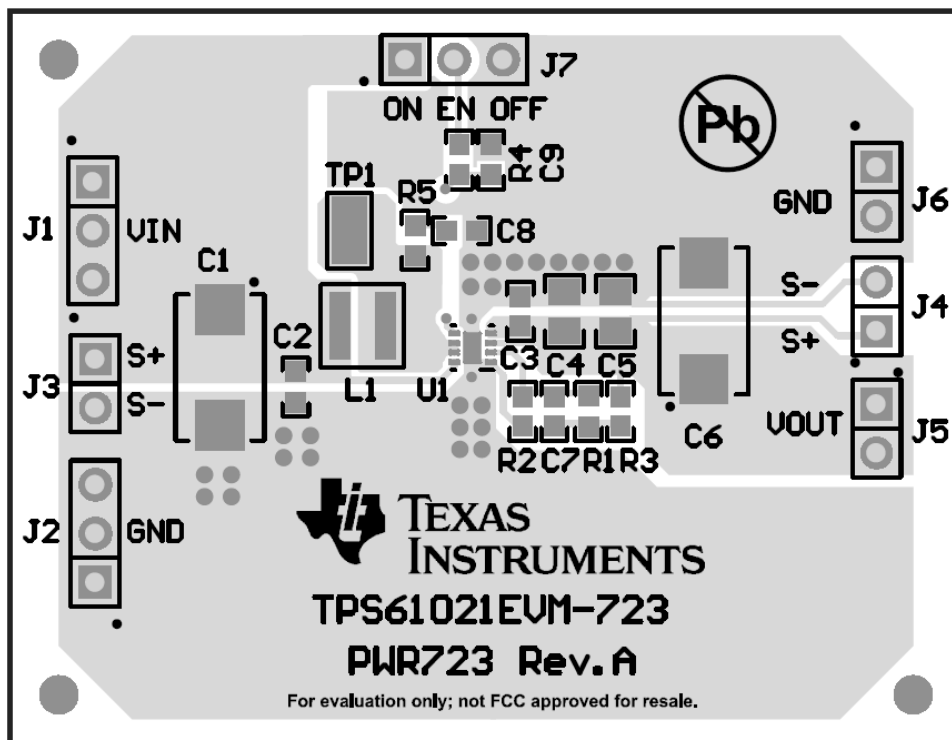 J7
ON EN OFF
Pb
R4
C9
TP1
R5
C8
J1
VIN
GND
J6
C1
S-
J4
S+
C2
S+
J3
S-
L1
U1
C3
C4
C5
VOUT
J5
C6
R2 C7 R1 R3
J2
GND
TEXAS
INSTRUMENTS
TPS61021EVM-723
PWR723 Rev.A
For evaluation only; not FCC approved for resale.